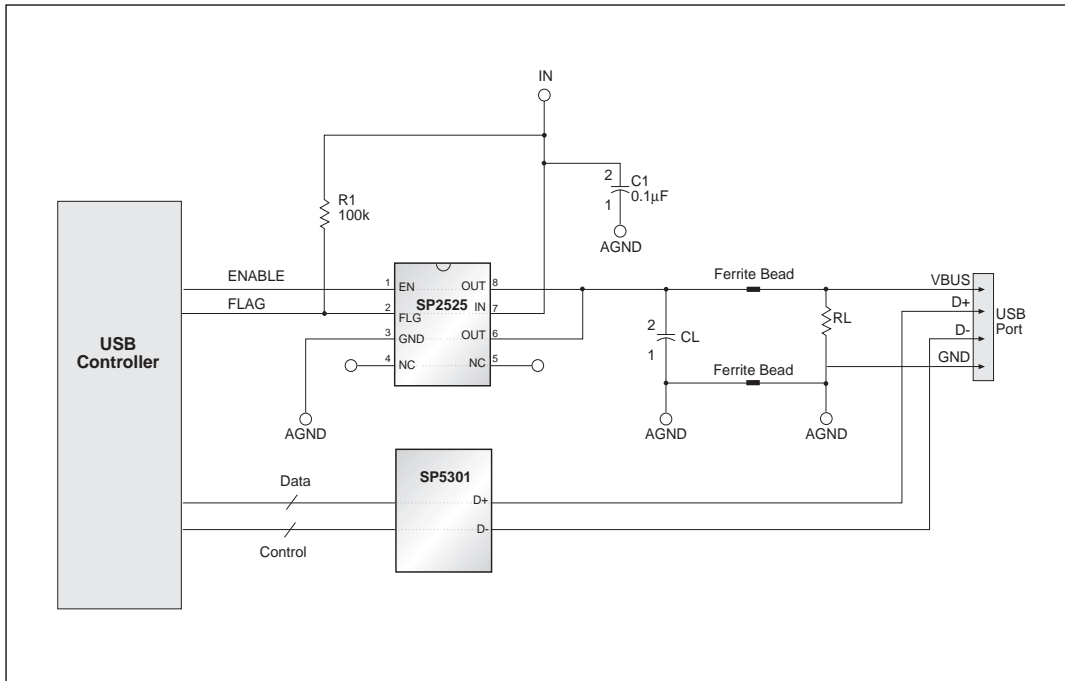 IN
R1
100k
2
C1
0.1µF
1
AGND
USB
Controller
ENABLE
FLAG
SP2525
1
EN
OUT
8
2
FLG
IN
7
3
GND
OUT
6
4
NC
NC
5
AGND
Ferrite Bead
2
CL
1
RL
Ferrite Bead
AGND
AGND
VBUS
D+
D-
GND
USB
Port
Data
Control
SP5301
D+
D-